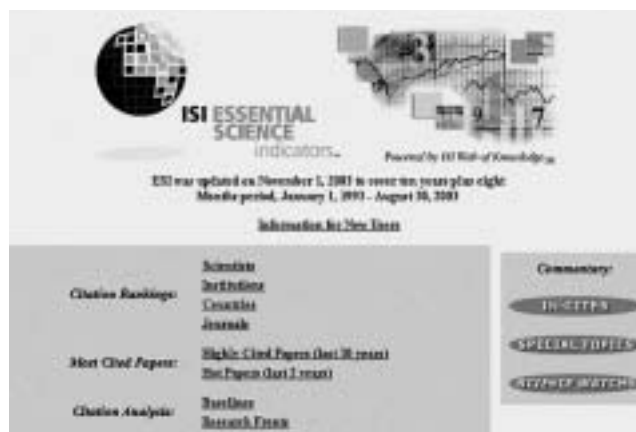 ISI ESSENTIAL
SCIENCE
indicators
Powered by ISI Web of Knowledge
ESI was updated on November 1, 2003 to cover ten years plus eight
Months period, January 1, 1993 - August 30, 2003
Information for New Users
Citation Rankings:
Scientists
Institutions
Countries
Journals
Most Cited Papers:
Highly Cited Papers (last 10 years)
Hot Papers (last 2 years)
Citation Analysis:
Baselines
Research Fronts
Commentary:
IN-CITES
SPECIAL TOPICS
SCIENCE WATCH